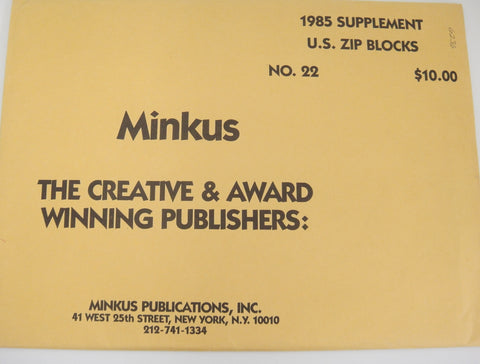 1985 SUPPLEMENT
U.S. ZIP BLOCKS
NO. 22
$10.00
Minkus
THE CREATIVE & AWARD
WINNING PUBLISHERS:
MINKUS PUBLICATIONS, INC.
41 WEST 25th STREET, NEW YORK, N.Y. 10010
212-741-1334